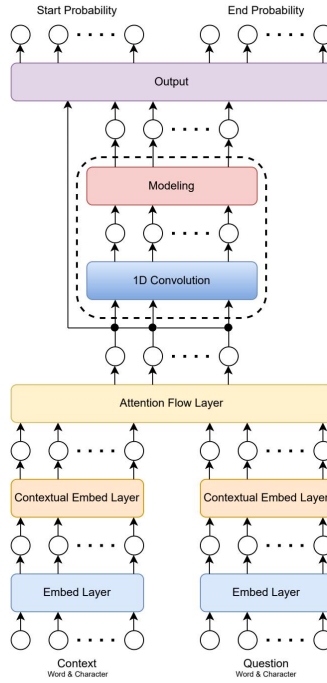 Start Probability
End Probability
Output
Modeling
1D Convolution
Attention Flow Layer
Contextual Embed Layer
Contextual Embed Layer
Embed Layer
Embed Layer
Context
Word & Character
Question
Word & Character